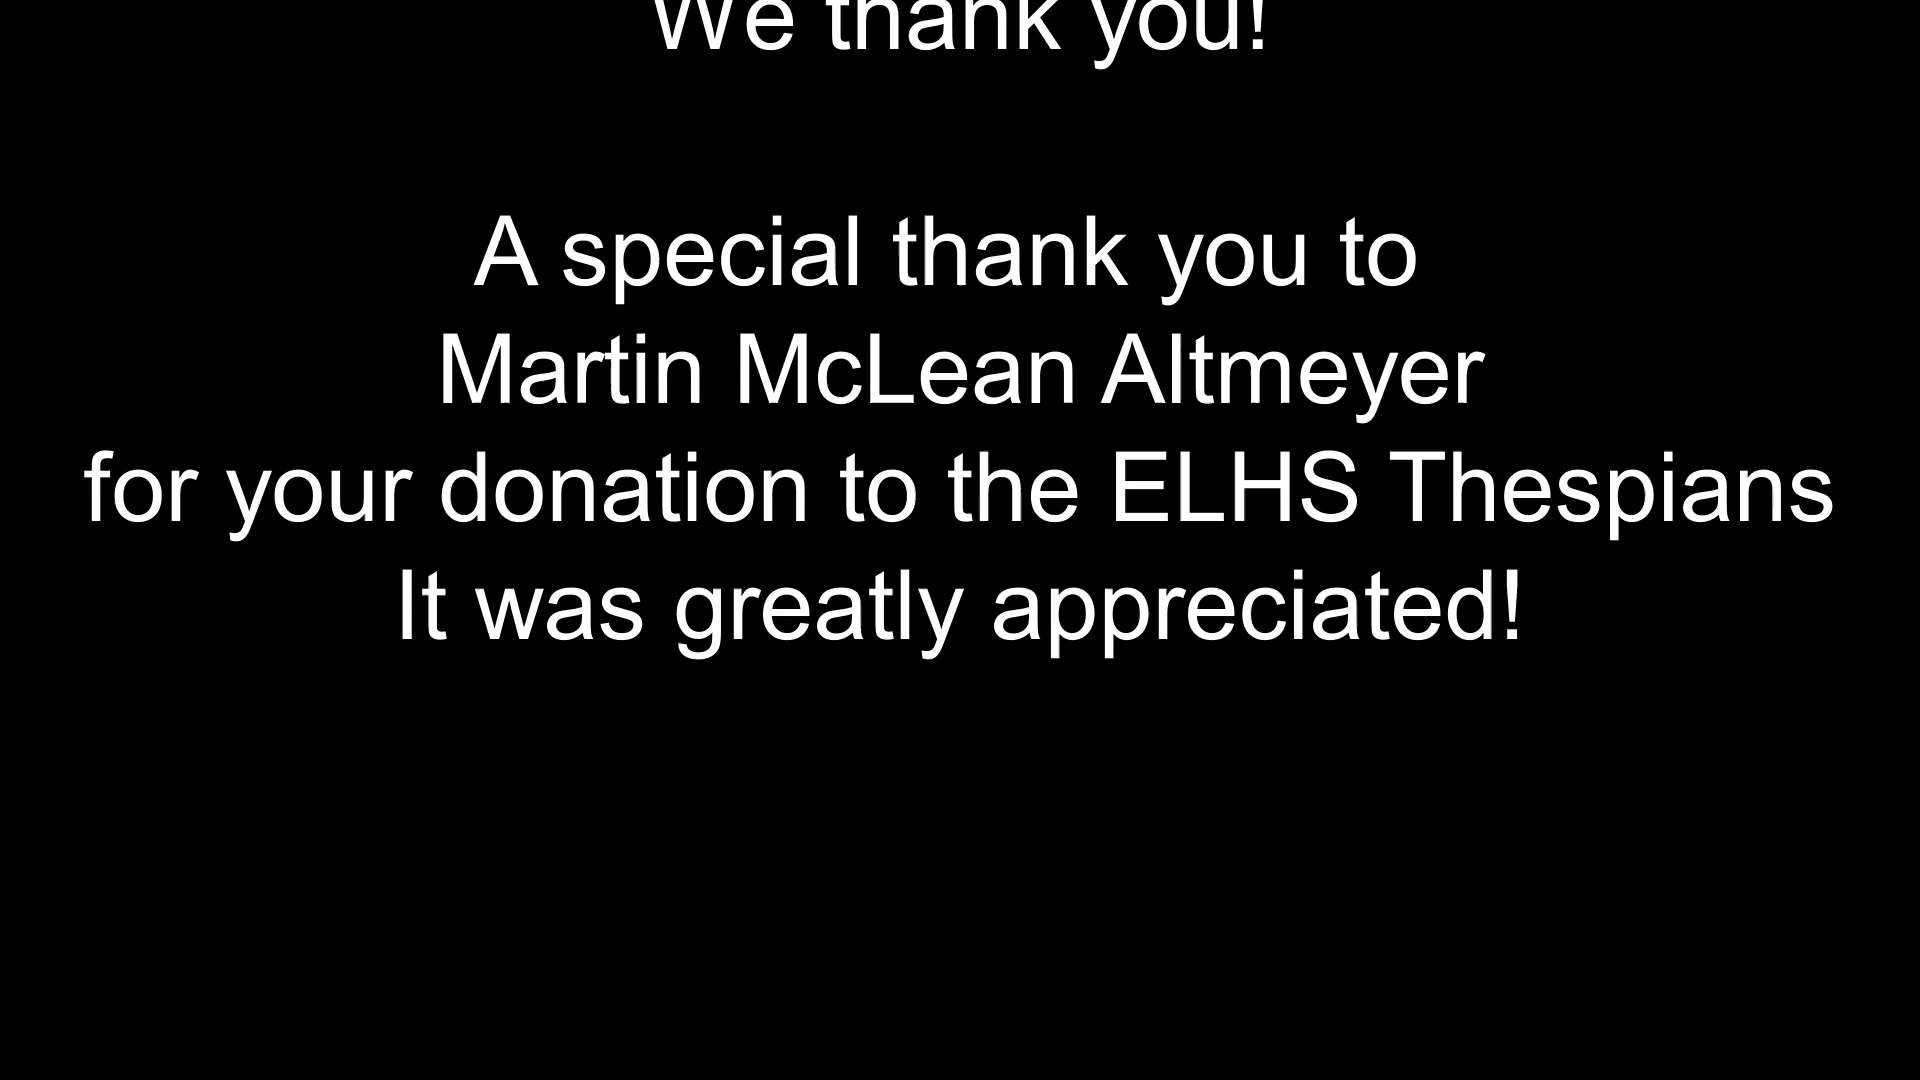 We thank you!
A special thank you to
Martin McLean Altmeyer
for your donation to the ELHS Thespians
It was greatly appreciated!